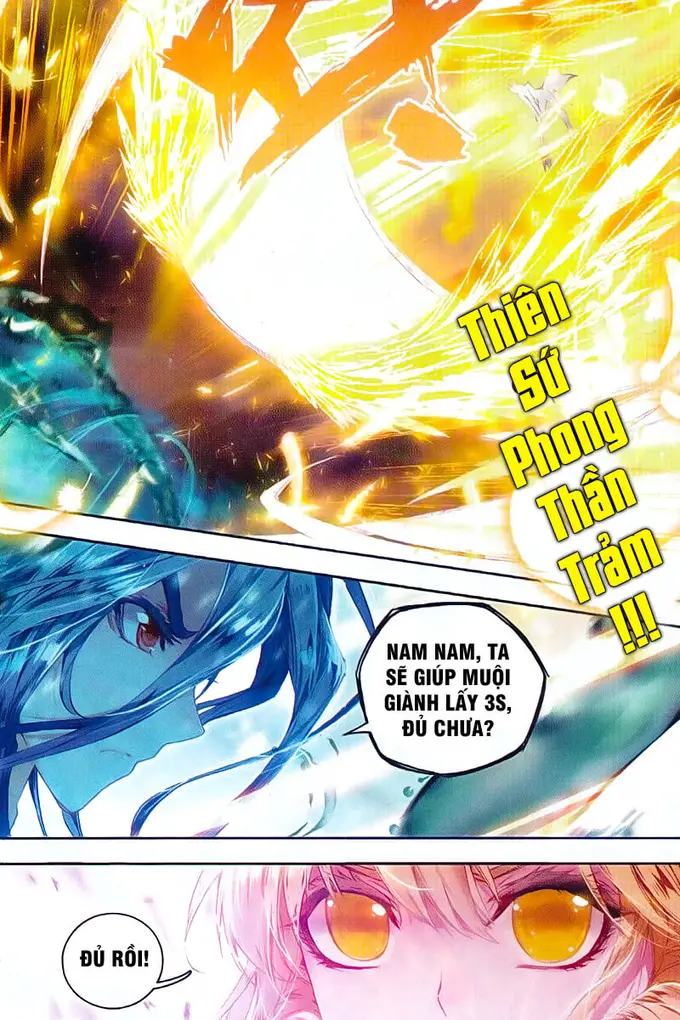 Thiên
Sứ
Phong
Thần
Trảm
!!!
NAM NAM, TA
SẼ GIÚP MUỘI
GIÀNH LẤY 3S,
ĐỦ CHƯA?
ĐỦ RỒI!